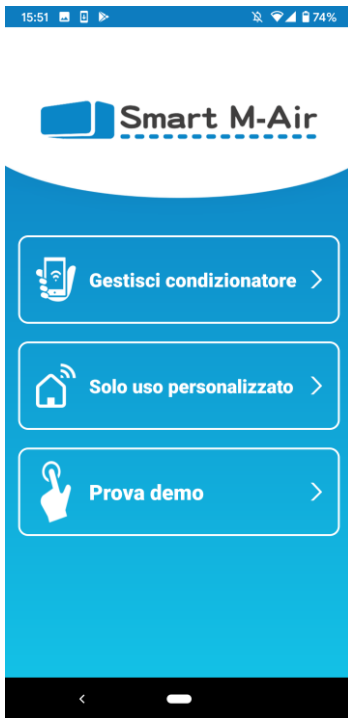 15:51 74%
Smart M-Air
Gestisci condizionatore
Solo uso personalizzato
Prova demo